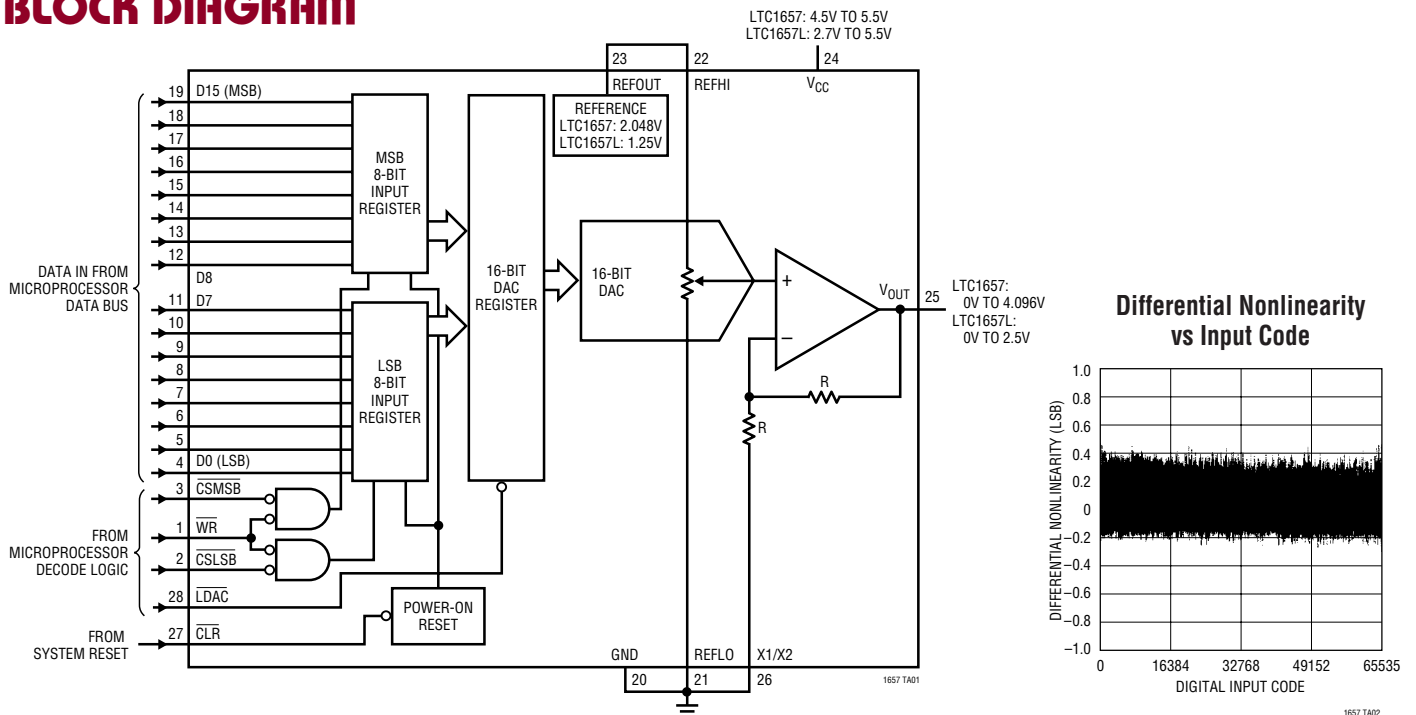 BLOCK DIAGRAM
LTC1657: 4.5V TO 5.5V
LTC1657L: 2.7V TO 5.5V
23
22
24
REFOUT
REFHI
VCC
REFERENCE
LTC1657: 2.048V
LTC1657L: 1.25V
19
D15 (MSB)
18
17
16
15
14
13
12
D8
DATA IN FROM
MICROPROCESSOR
DATA BUS
11
D7
10
9
8
7
6
5
4
D0 (LSB)
MSB
8-BIT
INPUT
REGISTER
LSB
8-BIT
INPUT
REGISTER
16-BIT
DAC
REGISTER
16-BIT
DAC
+
–
VOUT
25
LTC1657:
0V TO 4.096V
LTC1657L:
0V TO 2.5V
R
R
3
CSMSB
1
WR
2
CSLSB
28
LDAC
FROM
MICROPROCESSOR
DECODE LOGIC
27
CLR
FROM
SYSTEM RESET
POWER-ON
RESET
GND
REFLO
X1/X2
20
21
26
1657 TA01
Differential Nonlinearity
vs Input Code
DIFFERENTIAL NONLINEARITY (LSB)
1.0
0.8
0.6
0.4
0.2
0
–0.2
–0.4
–0.6
–0.8
–1.0
0
16384
32768
49152
65535
DIGITAL INPUT CODE
1657 TA02